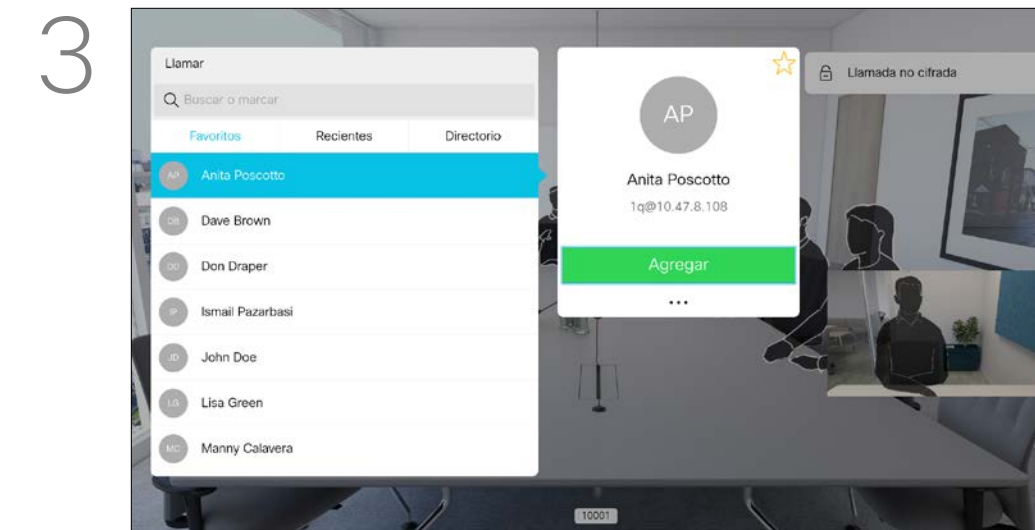 3
Llamar
Buscar o marcar
Favoritos Recientes Directorio
AP Anita Poscotto
DB Dave Brown
DD Don Draper
IP Ismail Pazarbasi
JD John Doe
LG Lisa Green
MC Manny Calavera
AP
Anita Poscotto
1q@10.47.8.108
Agregar
...
Llamada no cifrada
10001